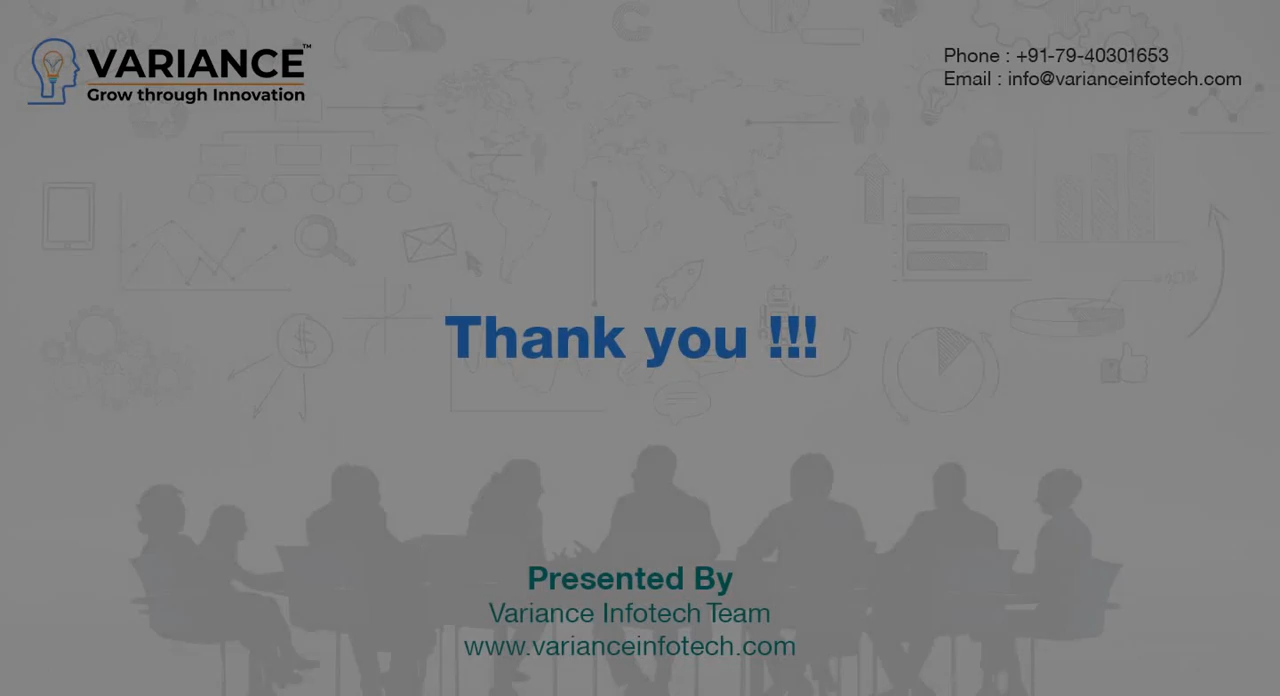 VARIANCE™
Grow through Innovation
Phone : +91-79-40301653
Email : info@varianceinfotech.com
Thank you !!!
Presented By
Variance Infotech Team
www.varianceinfotech.com